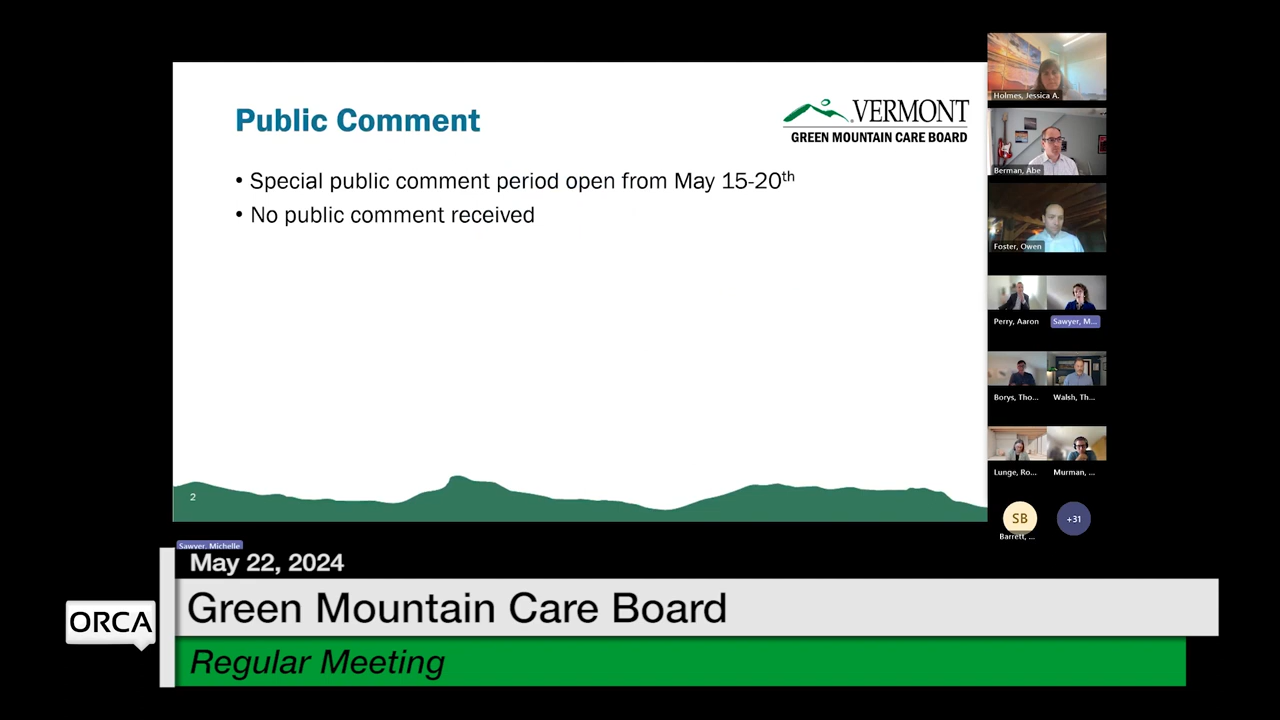 Public Comment
VERMONT
GREEN MOUNTAIN CARE BOARD
• Special public comment period open from May 15-20th
• No public comment received
2
Holmes, Jessica A.
Berman, Abe
Foster, Owen
Perry, Aaron
Sawyer, M...
Borys, Tho...
Walsh, Th...
Lunge, Ro...
Murman, ...
SB
+31
Barrett, ...
Sawyer, Michelle
May 22, 2024
ORCA
Green Mountain Care Board
Regular Meeting